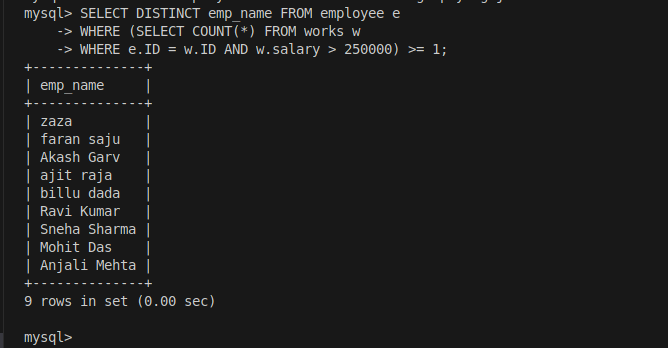 mysql> SELECT DISTINCT emp_name FROM employee e
    -> WHERE (SELECT COUNT(*) FROM works w
    -> WHERE e.ID = w.ID AND w.salary > 250000) >= 1;
+--------------+
| emp_name     |
+--------------+
| zaza         |
| faran saju   |
| Akash Garv   |
| ajit raja    |
| billu dada   |
| Ravi Kumar   |
| Sneha Sharma |
| Mohit Das    |
| Anjali Mehta |
+--------------+
9 rows in set (0.00 sec)
mysql>